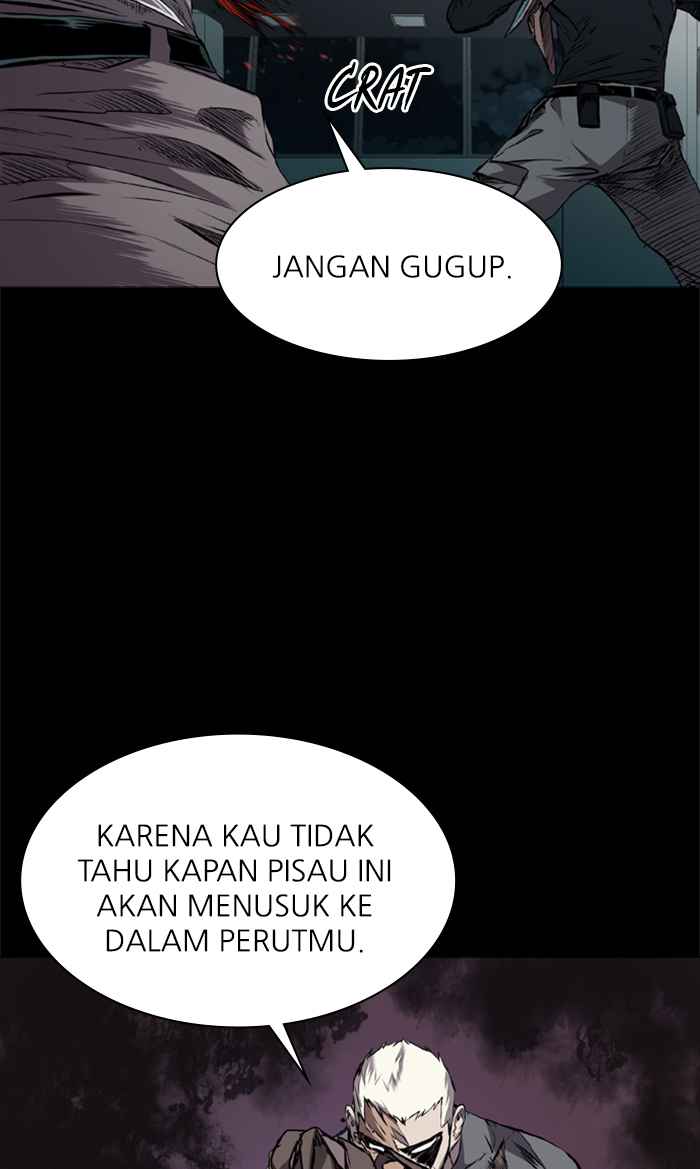 CRAT
JANGAN GUGUP.
KARENA KAU TIDAK
TAHU KAPAN PISAU INI
AKAN MENUSUK KE
DALAM PERUTMU.